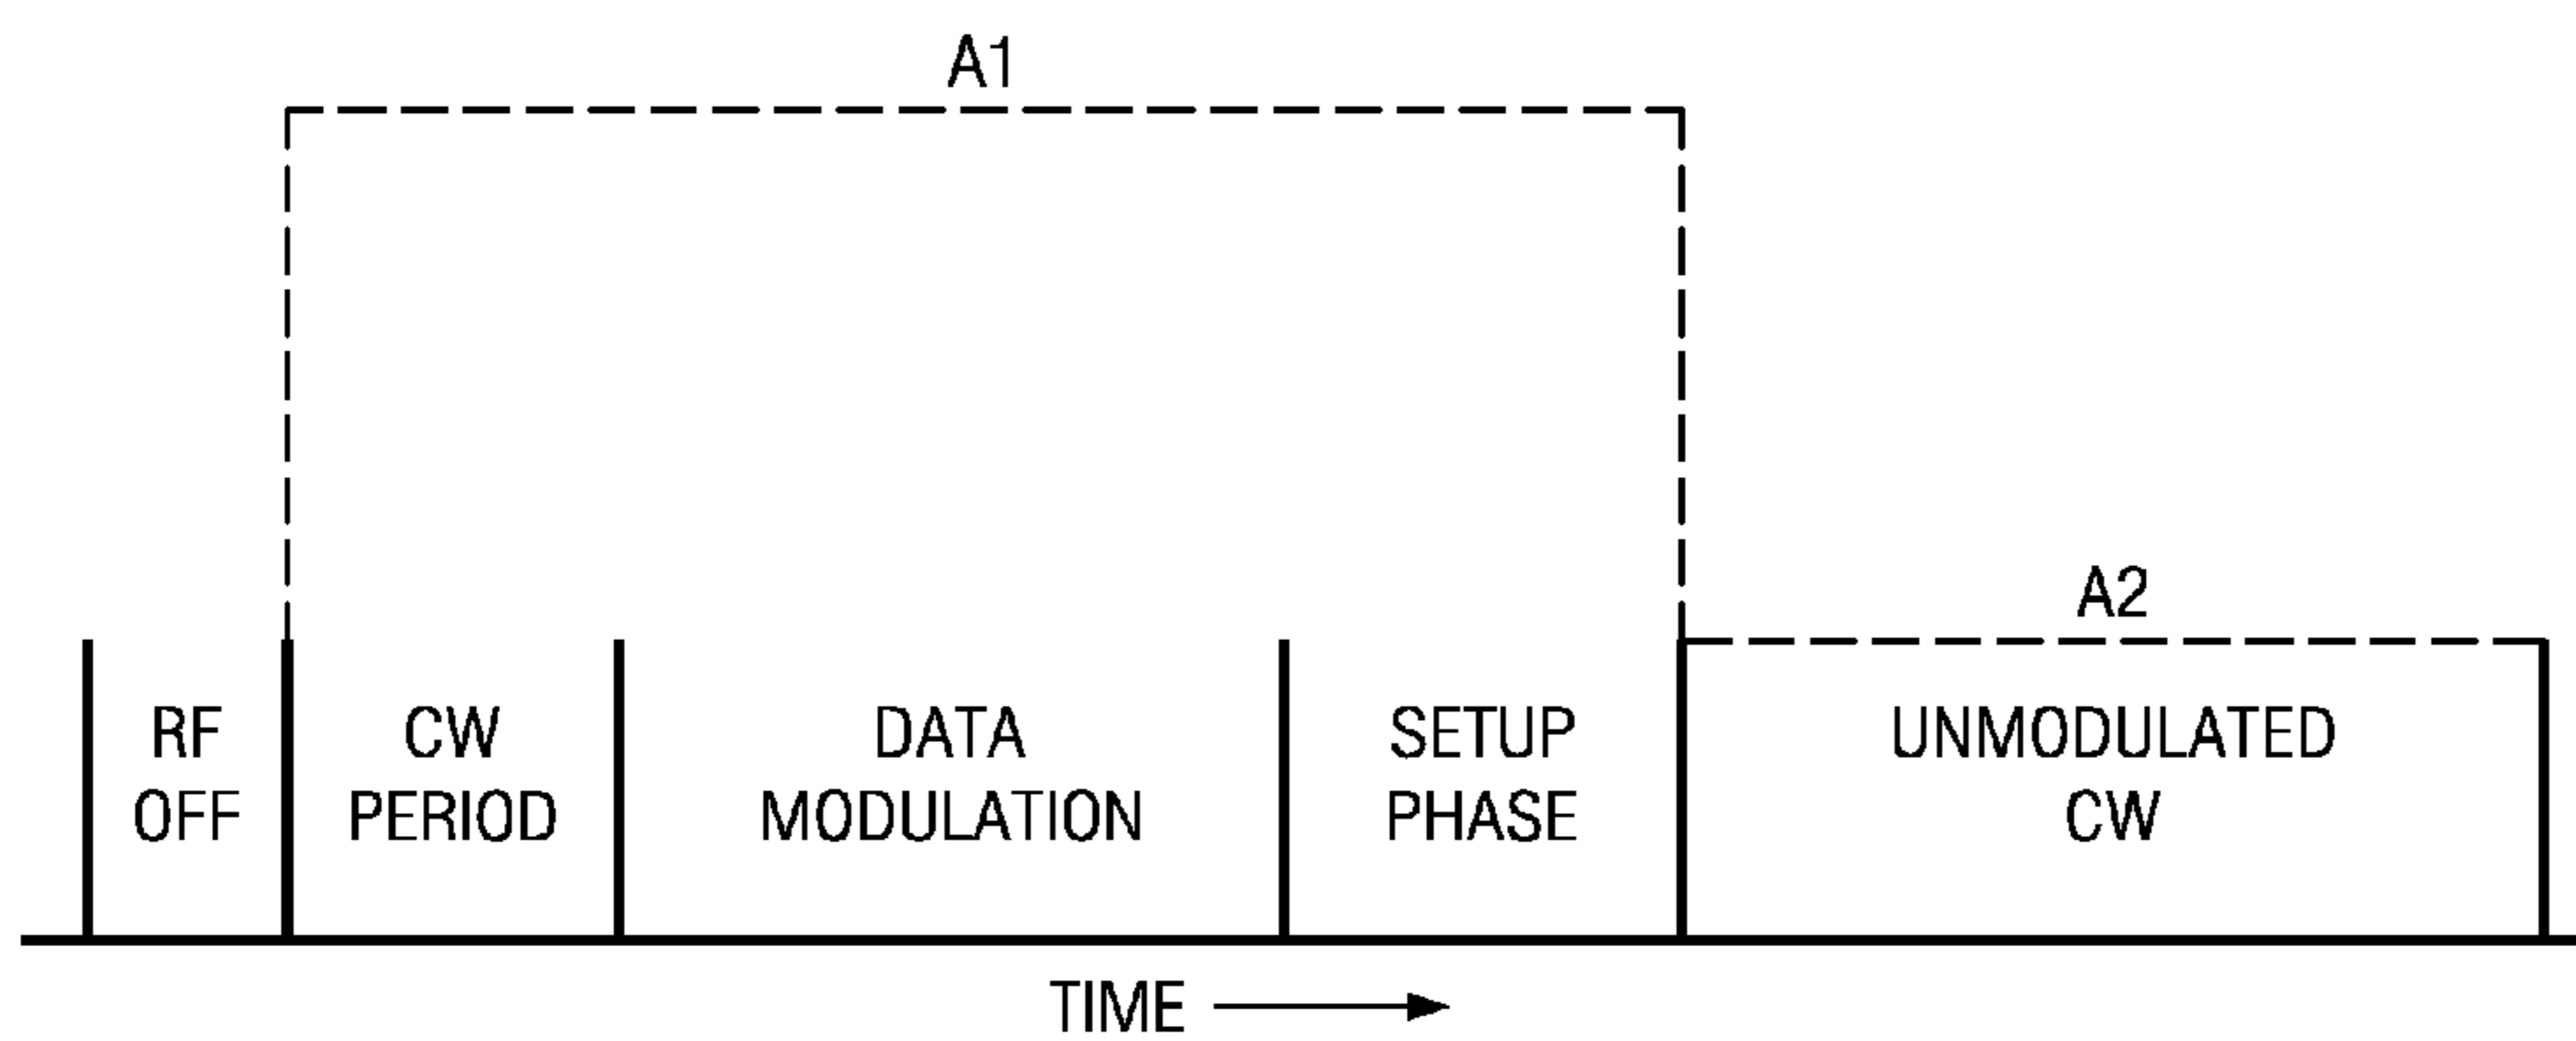 A1
A2
RF
OFF
CW
PERIOD
DATA
MODULATION
SETUP
PHASE
UNMODULATED
CW
TIME